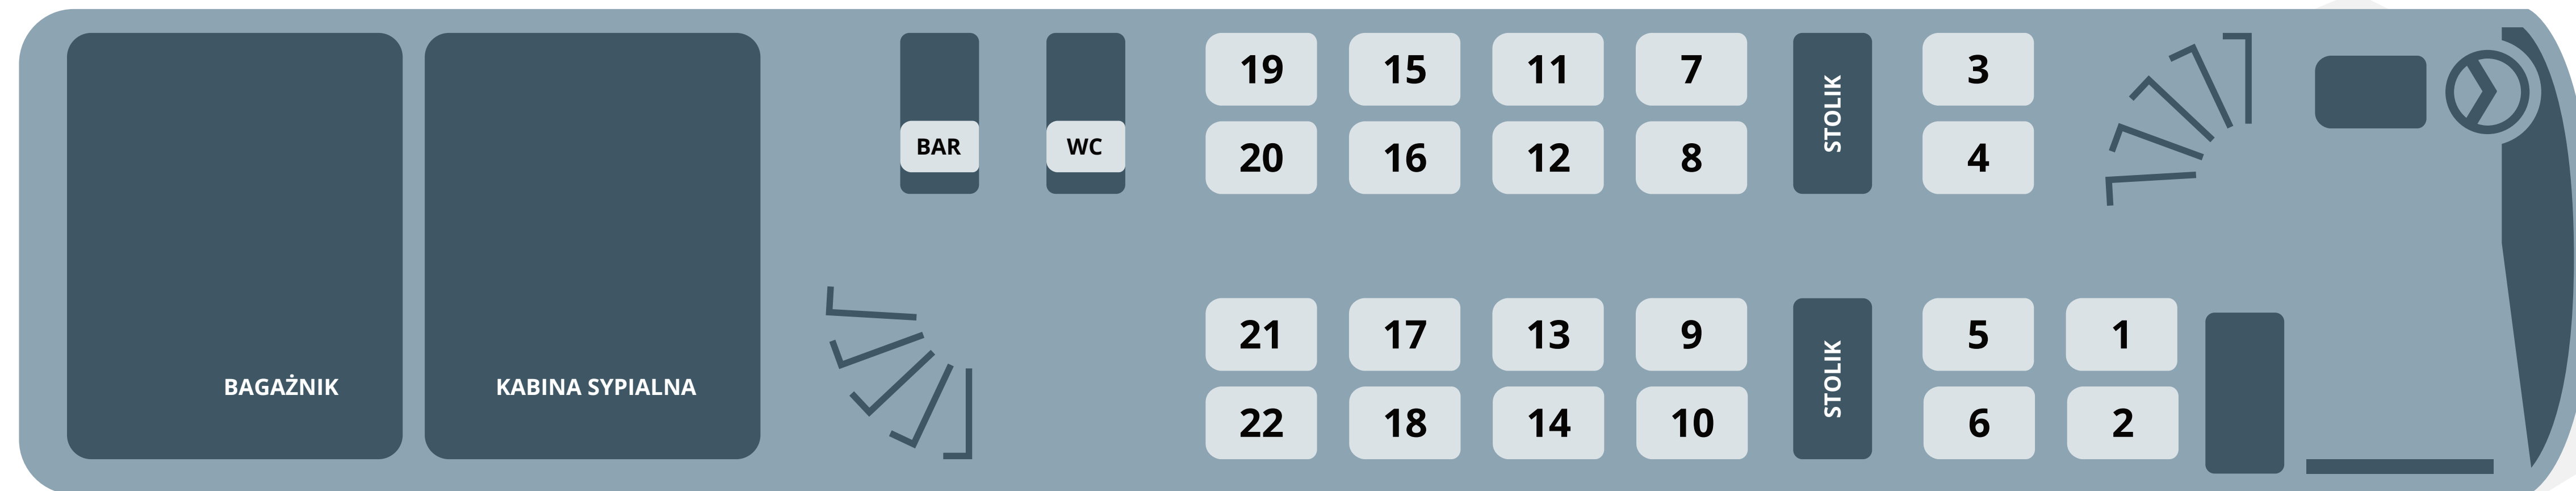 19 15 11 7 3
BAR WC
STOLIK
20 16 12 8 4
21 17 13 9 5 1
STOLIK
BAGAŻNIK KABINA SYPIALNA
22 18 14 10 6 2